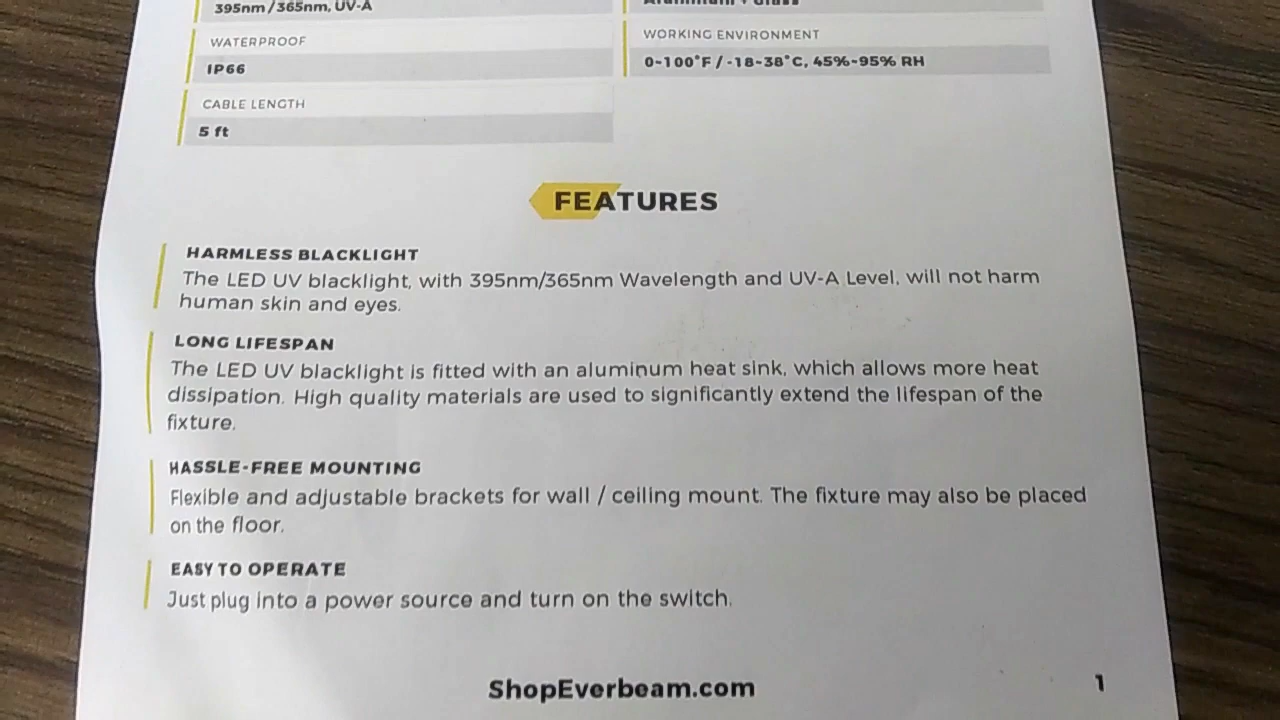 395nm/365nm, UV-A
Aluminum + Glass
WATERPROOF
IP66
WORKING ENVIRONMENT
0~100°F / -18~38°C, 45%~95% RH
CABLE LENGTH
5 ft
FEATURES
HARMLESS BLACKLIGHT
The LED UV blacklight, with 395nm/365nm Wavelength and UV-A Level, will not harm
human skin and eyes.
LONG LIFESPAN
The LED UV blacklight is fitted with an aluminum heat sink, which allows more heat
dissipation. High quality materials are used to significantly extend the lifespan of the
fixture.
HASSLE-FREE MOUNTING
Flexible and adjustable brackets for wall / ceiling mount. The fixture may also be placed
on the floor.
EASY TO OPERATE
Just plug into a power source and turn on the switch.
ShopEverbeam.com
1